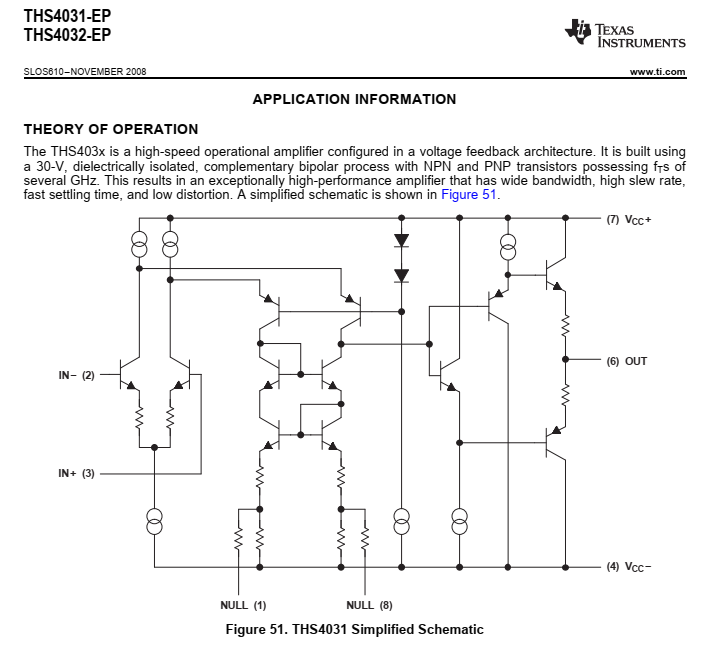 THS4031-EP
THS4032-EP
TEXAS
INSTRUMENTS
SLOS610–NOVEMBER 2008
www.ti.com
APPLICATION INFORMATION
THEORY OF OPERATION
The THS403x is a high-speed operational amplifier configured in a voltage feedback architecture. It is built using
a 30-V, dielectrically isolated, complementary bipolar process with NPN and PNP transistors possessing fTs of
several GHz. This results in an exceptionally high-performance amplifier that has wide bandwidth, high slew rate,
fast settling time, and low distortion. A simplified schematic is shown in Figure 51.
(7) VCC+
IN− (2)
(6) OUT
IN+ (3)
(4) VCC−
NULL (1)
NULL (8)
Figure 51. THS4031 Simplified Schematic